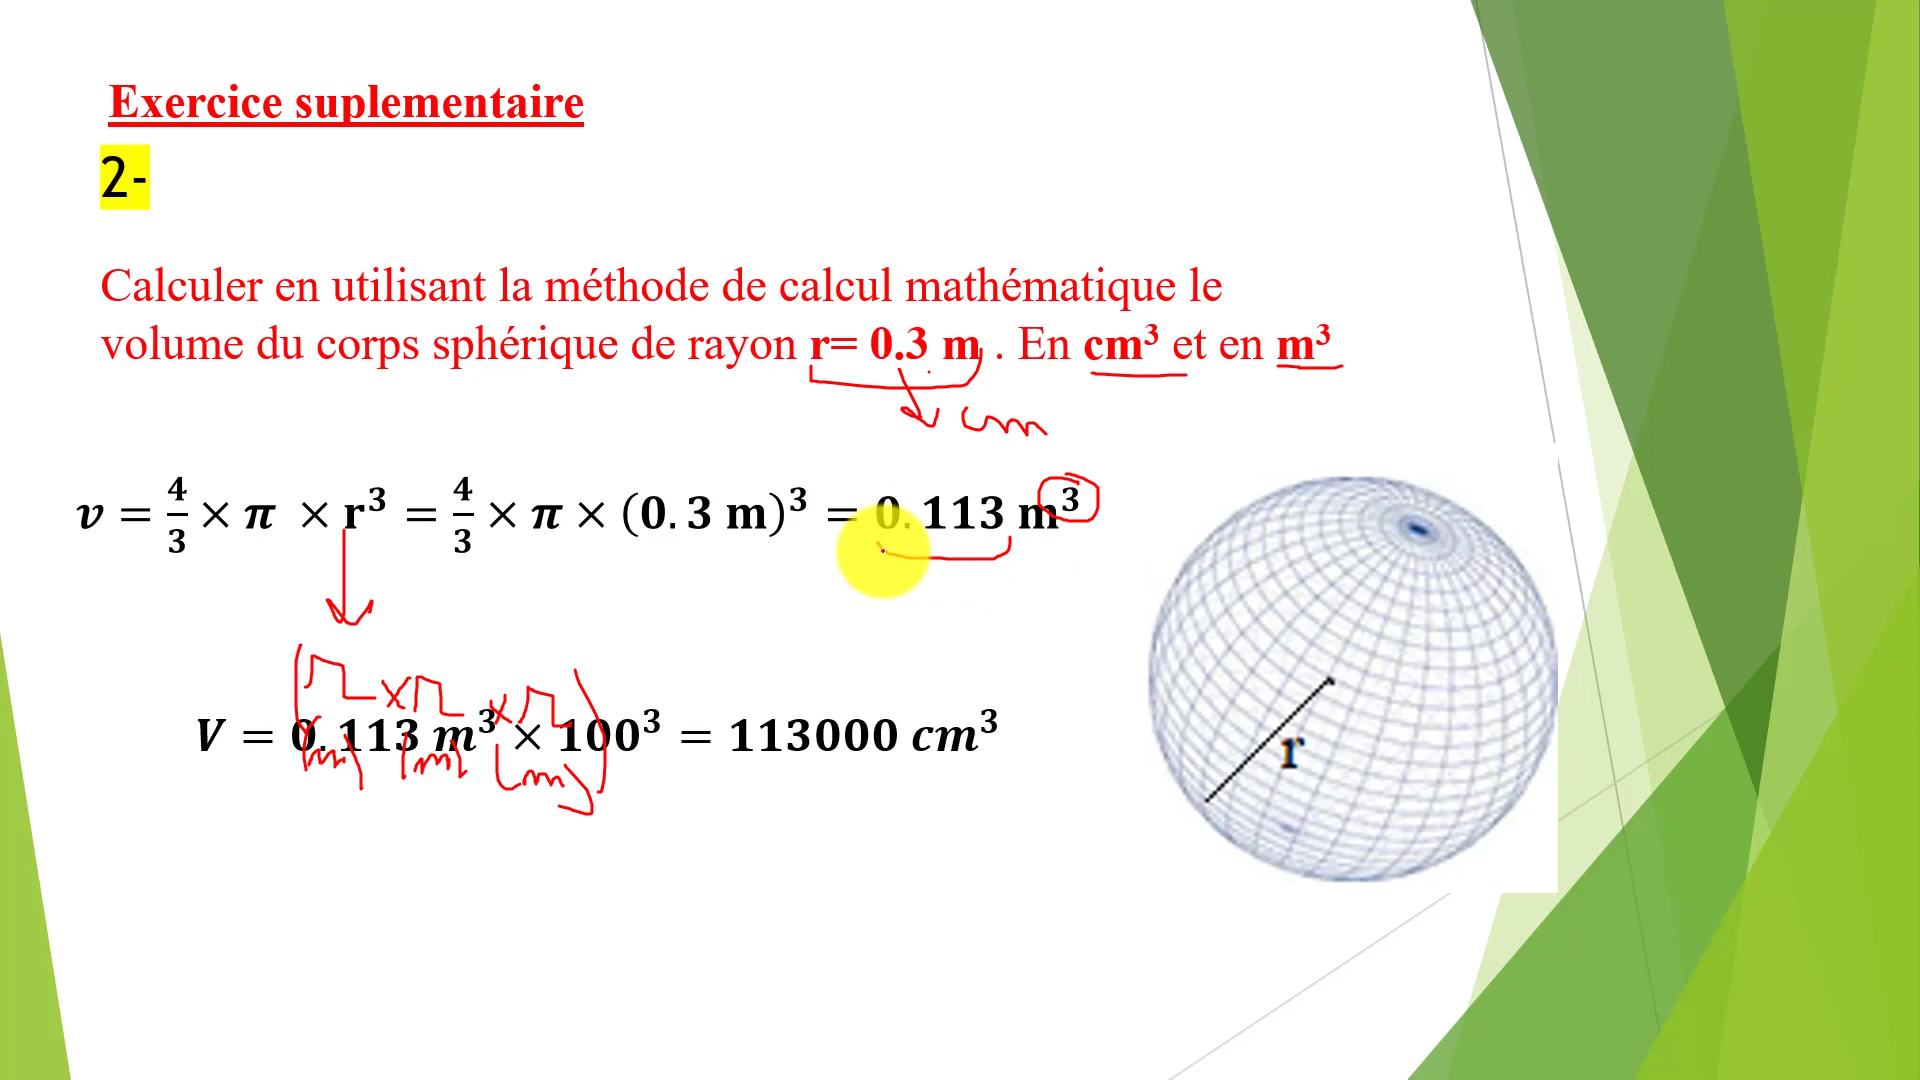 Exercice suplementaire
2-
Calculer en utilisant la méthode de calcul mathématique le
volume du corps sphérique de rayon r= 0.3 m . En cm³ et en m³
cm
v = 4/3 × π × r³ = 4/3 × π × (0.3 m)³ = 0.113 m³
r × r × r
(m) (m) (m)
V = 0.113 m³ × 100³ = 113000 cm³
r